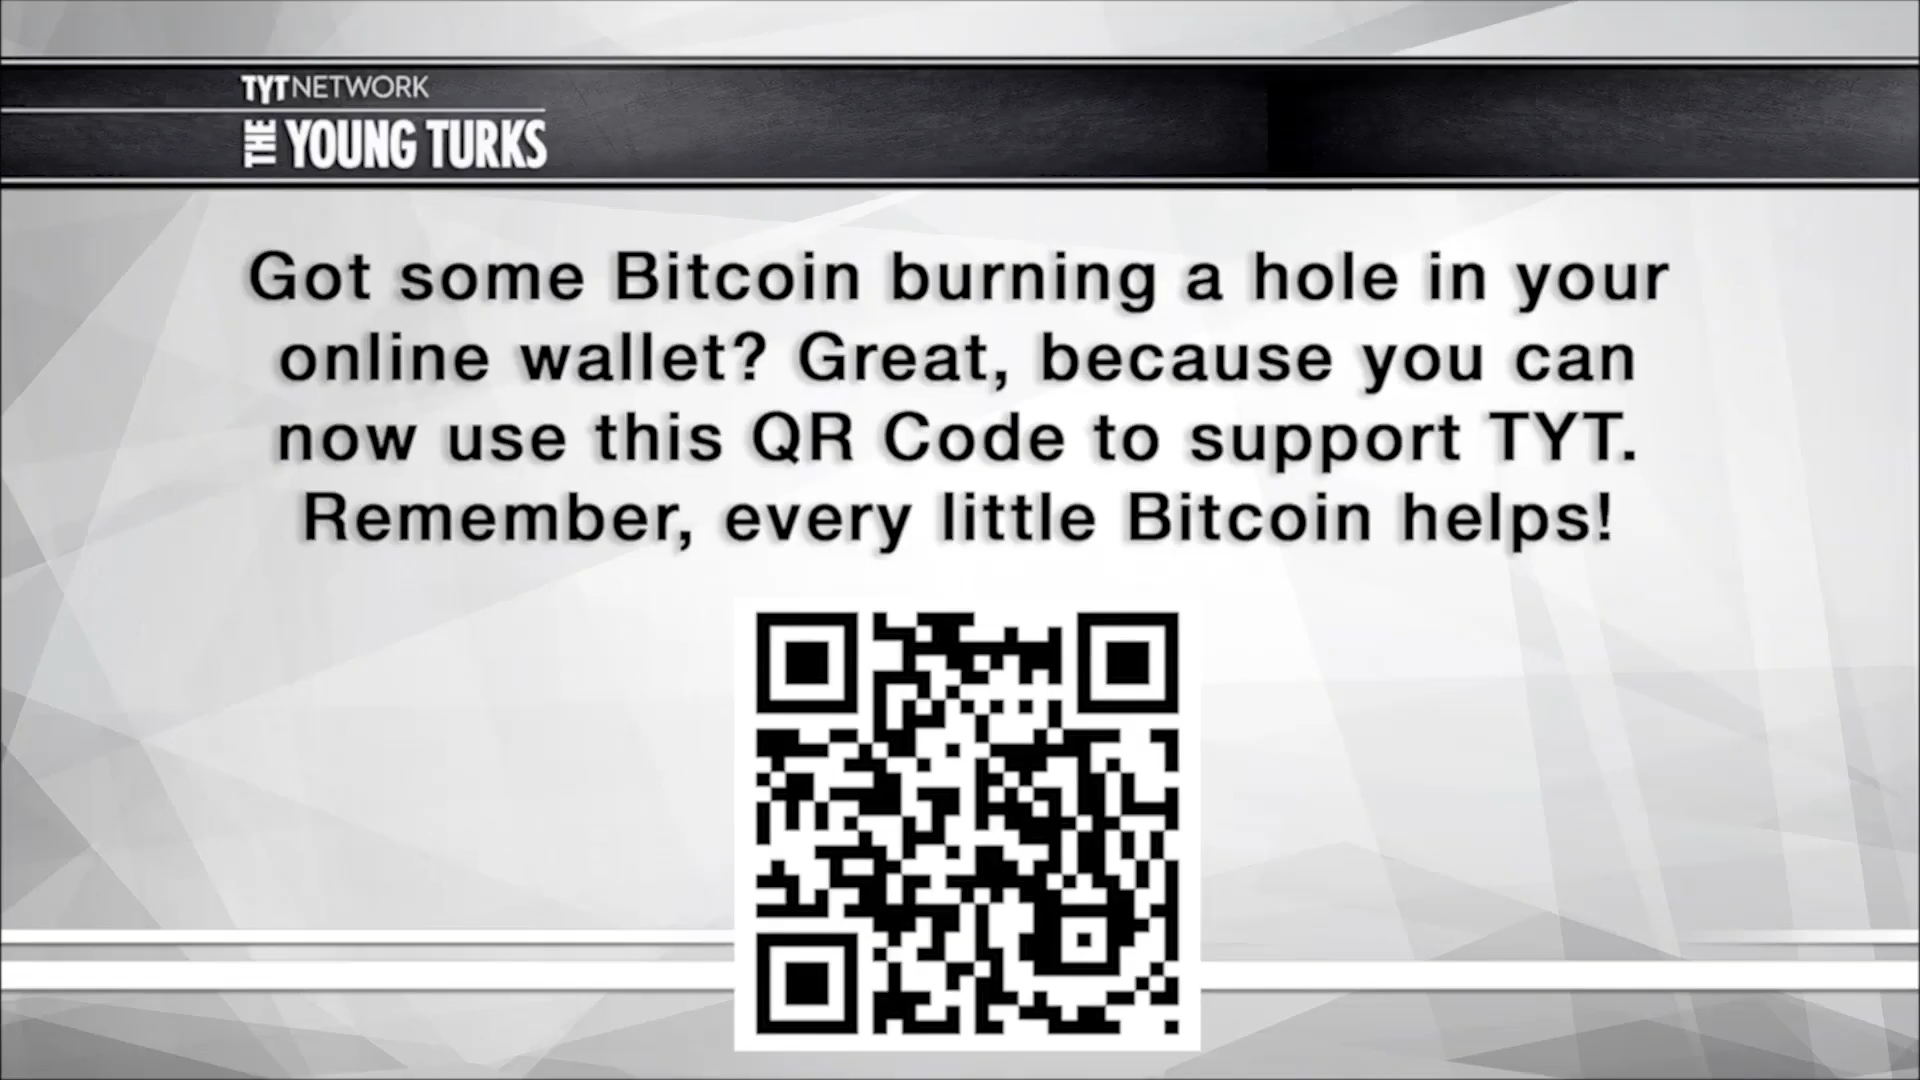 TYT NETWORK
THE YOUNG TURKS
Got some Bitcoin burning a hole in your
online wallet? Great, because you can
now use this QR Code to support TYT.
Remember, every little Bitcoin helps!